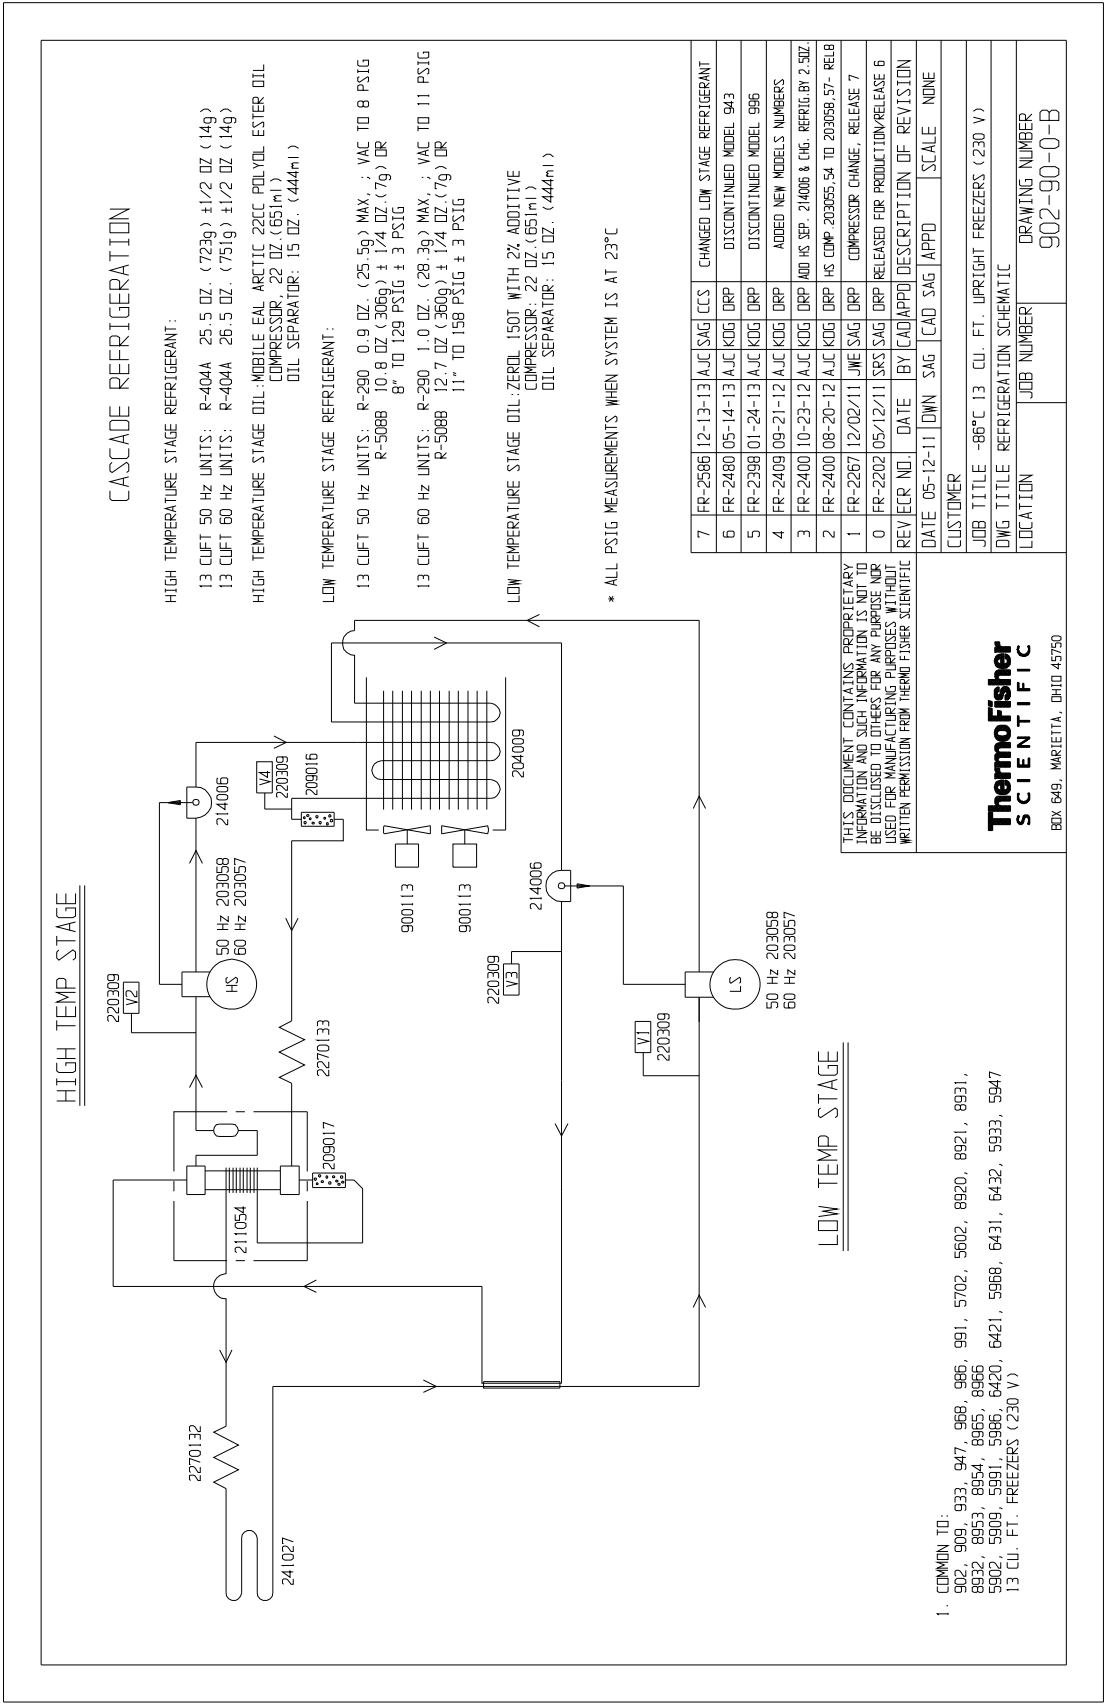 CASCADE REFRIGERATION
HIGH TEMPERATURE STAGE REFRIGERANT:
13 CUFT 50 Hz UNITS: R-404A 25.5 OZ. (723g) ±1/2 OZ (14g)
13 CUFT 60 Hz UNITS: R-404A 26.5 OZ. (751g) ±1/2 OZ (14g)
HIGH TEMPERATURE STAGE OIL:MOBILE EAL ARCTIC 22CC POLYOL ESTER OIL
COMPRESSOR, 22 OZ.(651ml)
OIL SEPARATOR: 15 OZ. (444ml)
LOW TEMPERATURE STAGE REFRIGERANT:
13 CUFT 50 Hz UNITS: R-290 0.9 OZ. (25.5g) MAX, ; VAC TO 8 PSIG
R-508B 10.8 OZ (306g) ± 1/4 OZ.(7g) OR
8" TO 129 PSIG ± 3 PSIG
13 CUFT 60 Hz UNITS: R-290 1.0 OZ. (28.3g) MAX, ; VAC TO 11 PSIG
R-508B 12.7 OZ (360g) ± 1/4 OZ.(7g) OR
11" TO 158 PSIG ± 3 PSIG
LOW TEMPERATURE STAGE OIL:ZEROL 150T WITH 2% ADDITIVE
COMPRESSOR: 22 OZ.(651ml)
OIL SEPARATOR: 15 OZ. (444ml)
* ALL PSIG MEASUREMENTS WHEN SYSTEM IS AT 23°C
HIGH TEMP STAGE
220309
V2
HS
50 Hz 203058
60 Hz 203057
214006
V4
220309
209016
204009
900113
900113
2270133
209017
211054
2270132
241027
214006
220309
V3
V1
220309
LS
50 Hz 203058
60 Hz 203057
LOW TEMP STAGE
1. COMMON TO:
902, 909, 933, 947, 968, 986, 991, 5702, 5602, 8920, 8921, 8931,
8932, 8953, 8954, 8965, 8966
5902, 5909, 5991, 5986, 6420, 6421, 5968, 6431, 6432, 5933, 5947
13 CU. FT. FREEZERS (230 V)
7 FR-2586 12-13-13 AJC SAG CCS CHANGED LOW STAGE REFRIGERANT
6 FR-2480 05-14-13 AJC KDG DRP DISCONTINUED MODEL 943
5 FR-2398 01-24-13 AJC KDG DRP DISCONTINUED MODEL 996
4 FR-2409 09-21-12 AJC KDG DRP ADDED NEW MODELS NUMBERS
3 FR-2400 10-23-12 AJC KDG DRP ADD HS SEP. 214006 & CHG. REFRIG.BY 2.5OZ.
2 FR-2400 08-20-12 AJC KDG DRP HS COMP.203055,54 TO 203058,57- REL8
1 FR-2267 12/02/11 JWE SAG DRP COMPRESSOR CHANGE, RELEASE 7
0 FR-2202 05/12/11 SRS SAG DRP RELEASED FOR PRODUCTION/RELEASE 6
REV ECR NO. DATE BY CAD APPD DESCRIPTION OF REVISION
DATE 05-12-11 DWN SAG CAD SAG APPD SCALE NONE
CUSTOMER
JOB TITLE -86°C 13 CU. FT. UPRIGHT FREEZERS (230 V)
DWG TITLE REFRIGERATION SCHEMATIC
LOCATION JOB NUMBER DRAWING NUMBER
902-90-0-B
THIS DOCUMENT CONTAINS PROPRIETARY
INFORMATION AND SUCH INFORMATION IS NOT TO
BE DISCLOSED TO OTHERS FOR ANY PURPOSE NOR
USED FOR MANUFACTURING PURPOSES WITHOUT
WRITTEN PERMISSION FROM THERMO FISHER SCIENTIFIC
ThermoFisher
SCIENTIFIC
BOX 649, MARIETTA, OHIO 45750